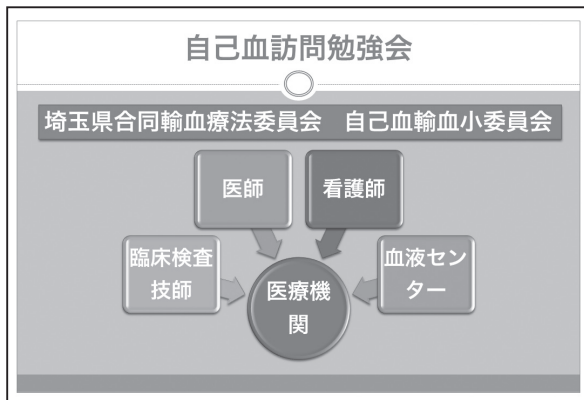 自己血訪問勉強会
埼玉県合同輸血療法委員会　自己血輸血小委員会
医師
看護師
臨床検査
技師
血液セン
ター
医療機
関